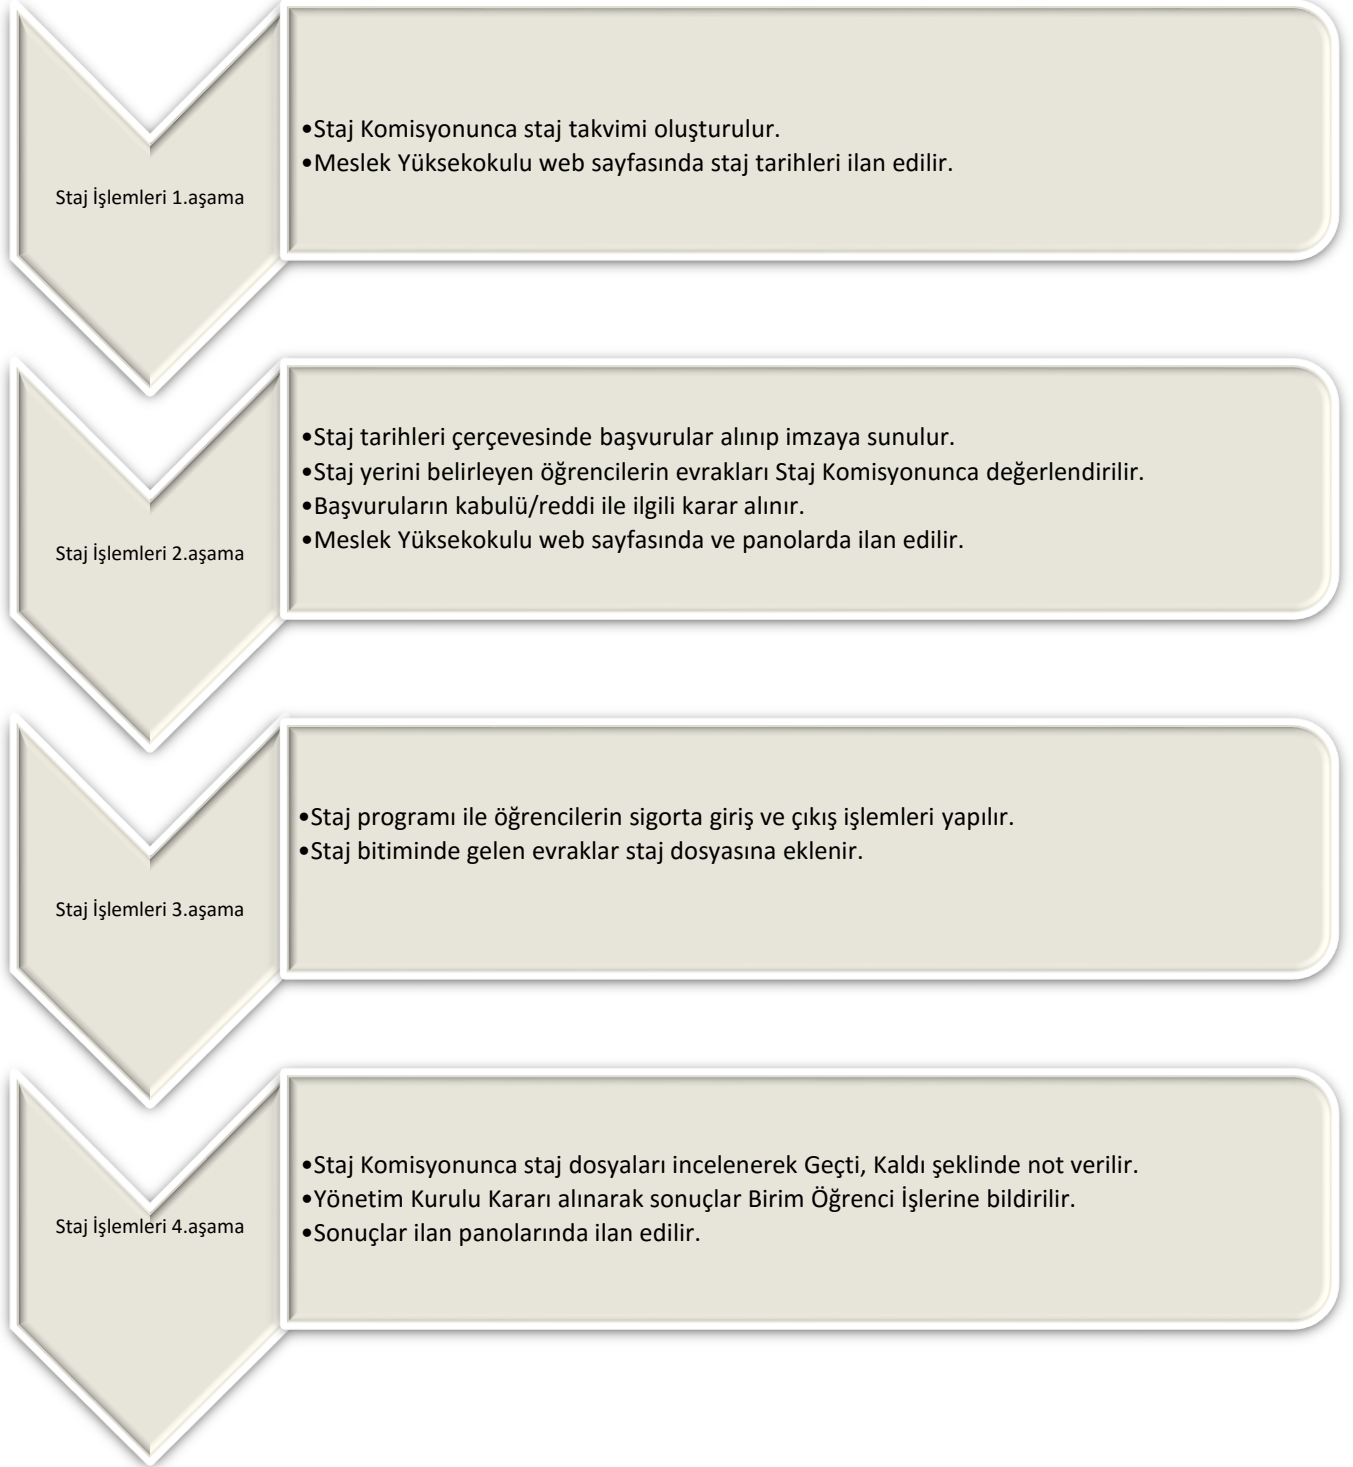 Staj İşlemleri 1.aşama
•Staj Komisyonunca staj takvimi oluşturulur.
•Meslek Yüksekokulu web sayfasında staj tarihleri ilan edilir.
Staj İşlemleri 2.aşama
•Staj tarihleri çerçevesinde başvurular alınıp imzaya sunulur.
•Staj yerini belirleyen öğrencilerin evrakları Staj Komisyonunca değerlendirilir.
•Başvuruların kabulü/reddi ile ilgili karar alınır.
•Meslek Yüksekokulu web sayfasında ve panolarda ilan edilir.
Staj İşlemleri 3.aşama
•Staj programı ile öğrencilerin sigorta giriş ve çıkış işlemleri yapılır.
•Staj bitiminde gelen evraklar staj dosyasına eklenir.
Staj İşlemleri 4.aşama
•Staj Komisyonunca staj dosyaları incelenerek Geçti, Kaldı şeklinde not verilir.
•Yönetim Kurulu Kararı alınarak sonuçlar Birim Öğrenci İşlerine bildirilir.
•Sonuçlar ilan panolarında ilan edilir.